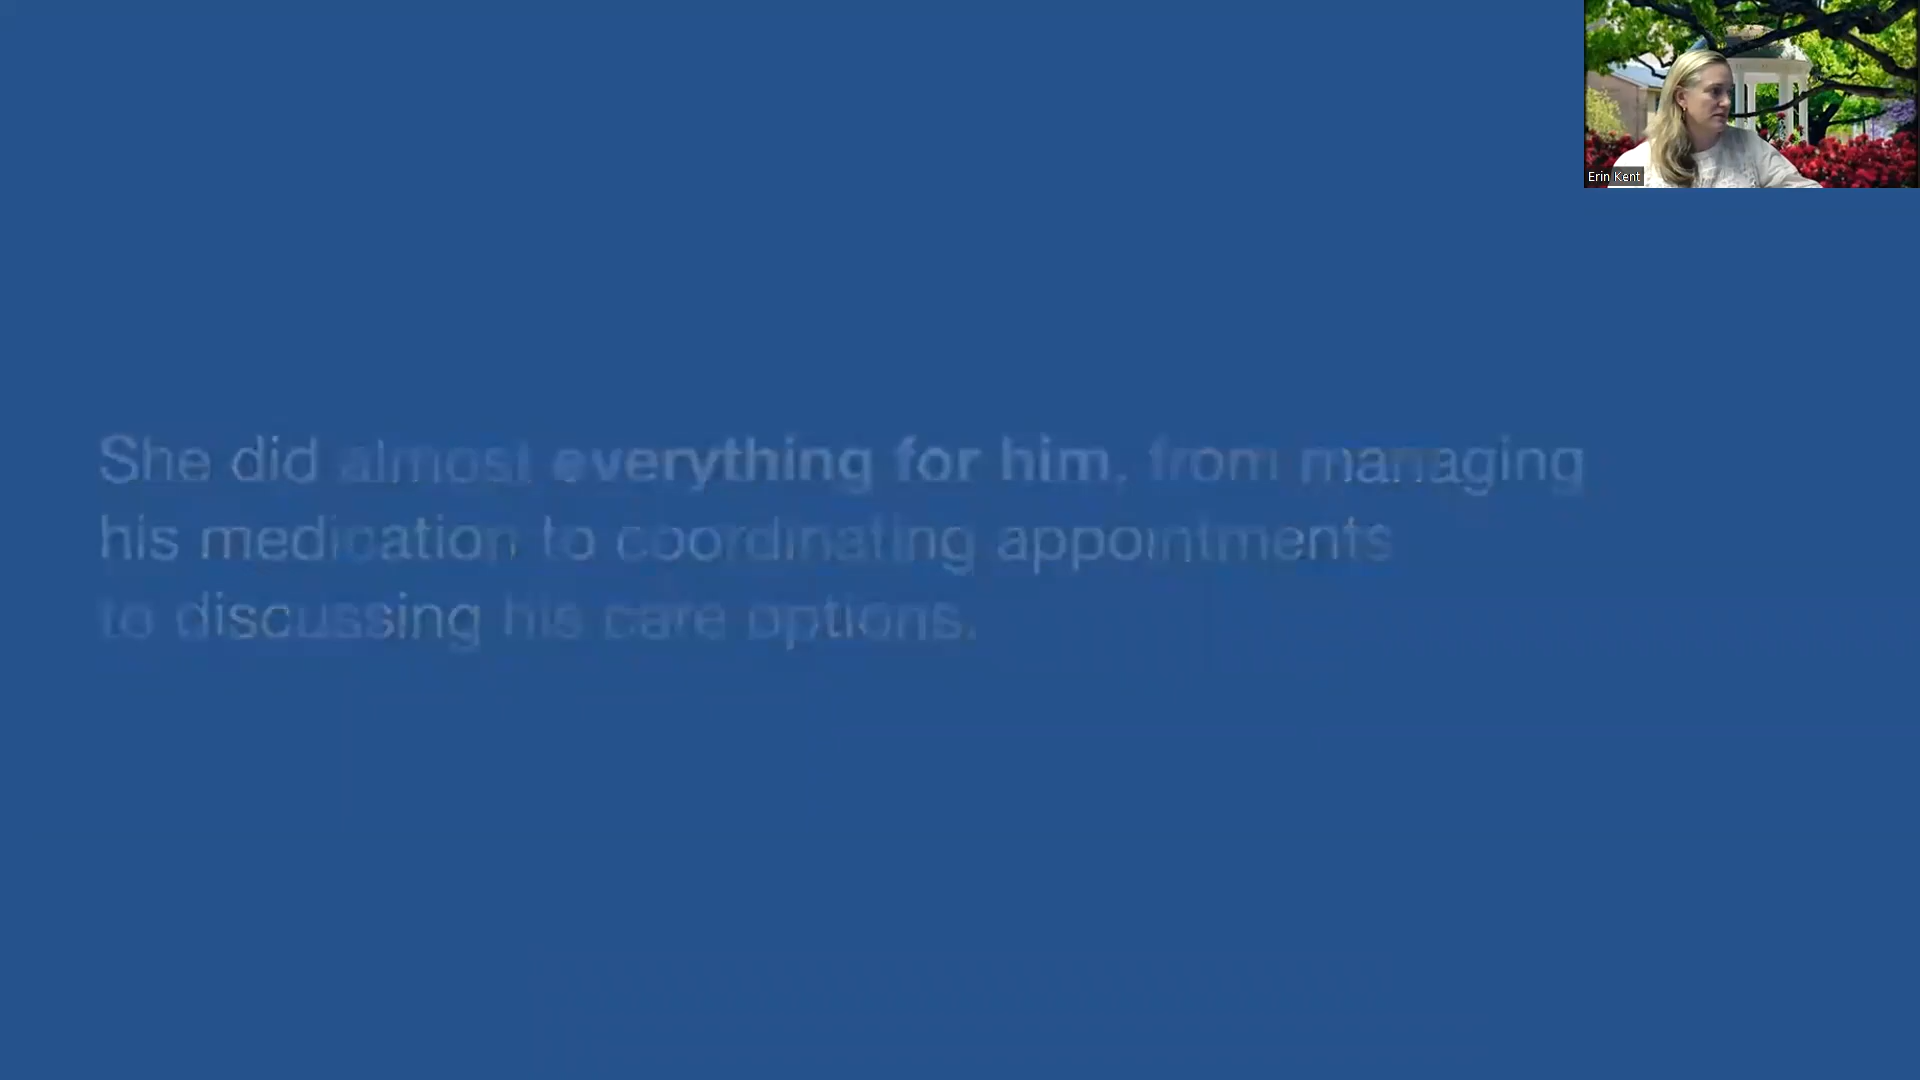 Erin Kent
She did almost everything for him, from managing
his medication to coordinating appointments
to discussing his care options.